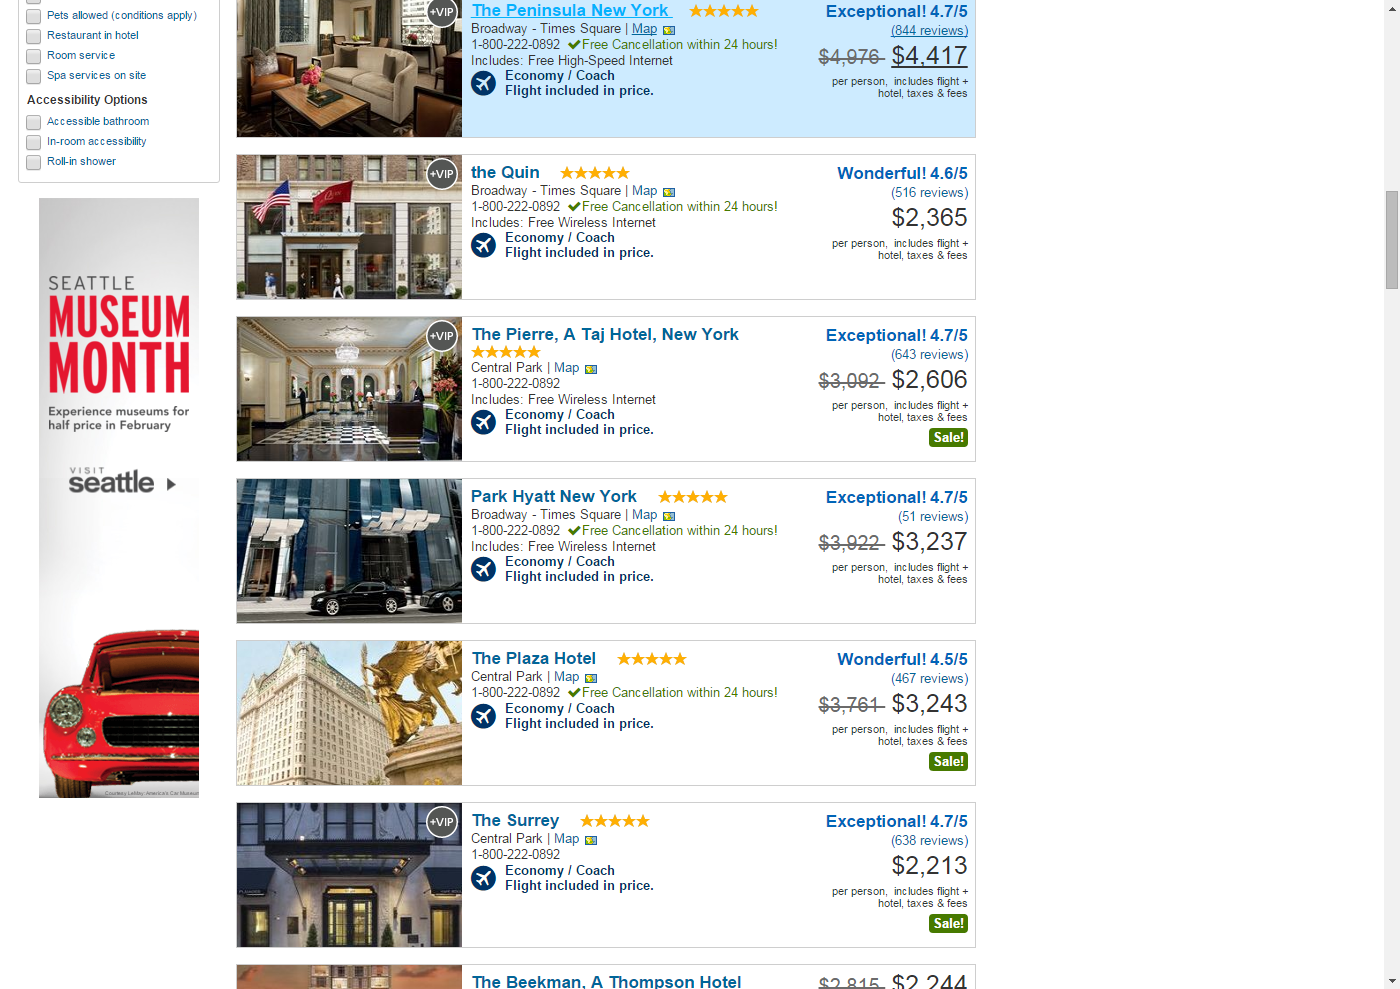 Pets allowed (conditions apply)
Restaurant in hotel
Room service
Spa services on site
Accessibility Options
Accessible bathroom
In-room accessibility
Roll-in shower
SEATTLE
MUSEUM
MONTH
Experience museums for
half price in February
VISIT
seattle
+VIP
The Peninsula New York
Broadway - Times Square | Map
1-800-222-0892 Free Cancellation within 24 hours!
Includes: Free High-Speed Internet
Economy / Coach
Flight included in price.
Exceptional! 4.7/5
(844 reviews)
$4,976 $4,417
per person, includes flight +
hotel, taxes & fees
+VIP
the Quin
Broadway - Times Square | Map
1-800-222-0892 Free Cancellation within 24 hours!
Includes: Free Wireless Internet
Economy / Coach
Flight included in price.
Wonderful! 4.6/5
(516 reviews)
$2,365
per person, includes flight +
hotel, taxes & fees
+VIP
The Pierre, A Taj Hotel, New York
Central Park | Map
1-800-222-0892
Includes: Free Wireless Internet
Economy / Coach
Flight included in price.
Exceptional! 4.7/5
(643 reviews)
$3,092 $2,606
per person, includes flight +
hotel, taxes & fees
Sale!
Park Hyatt New York
Broadway - Times Square | Map
1-800-222-0892 Free Cancellation within 24 hours!
Includes: Free Wireless Internet
Economy / Coach
Flight included in price.
Exceptional! 4.7/5
(51 reviews)
$3,922 $3,237
per person, includes flight +
hotel, taxes & fees
The Plaza Hotel
Central Park | Map
1-800-222-0892 Free Cancellation within 24 hours!
Economy / Coach
Flight included in price.
Wonderful! 4.5/5
(467 reviews)
$3,761 $3,243
per person, includes flight +
hotel, taxes & fees
Sale!
+VIP
The Surrey
Central Park | Map
1-800-222-0892
Economy / Coach
Flight included in price.
Exceptional! 4.7/5
(638 reviews)
$2,213
per person, includes flight +
hotel, taxes & fees
Sale!
The Beekman, A Thompson Hotel
$2,815 $2,244